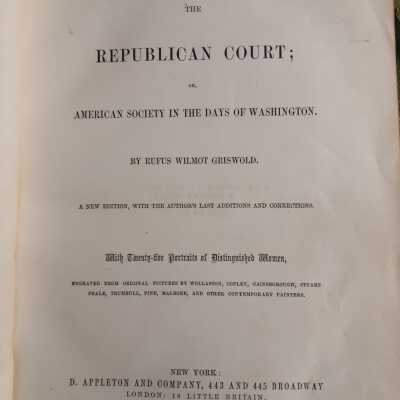 THE
REPUBLICAN COURT;
OR,
AMERICAN SOCIETY IN THE DAYS OF WASHINGTON.
BY RUFUS WILMOT GRISWOLD.
A NEW EDITION, WITH THE AUTHOR'S LAST ADDITIONS AND CORRECTIONS.
With Twenty-five Portraits of Distinguished Women,
ENGRAVED FROM ORIGINAL PICTURES BY WOLLASTON, COPLEY, GAINSBOROUGH, STUART
PEALE, TRUMBULL, PINE, MALBONE, AND OTHER CONTEMPORARY PAINTERS.
NEW YORK:
D. APPLETON AND COMPANY, 443 AND 445 BROADWAY
LONDON: 16 LITTLE BRITAIN.